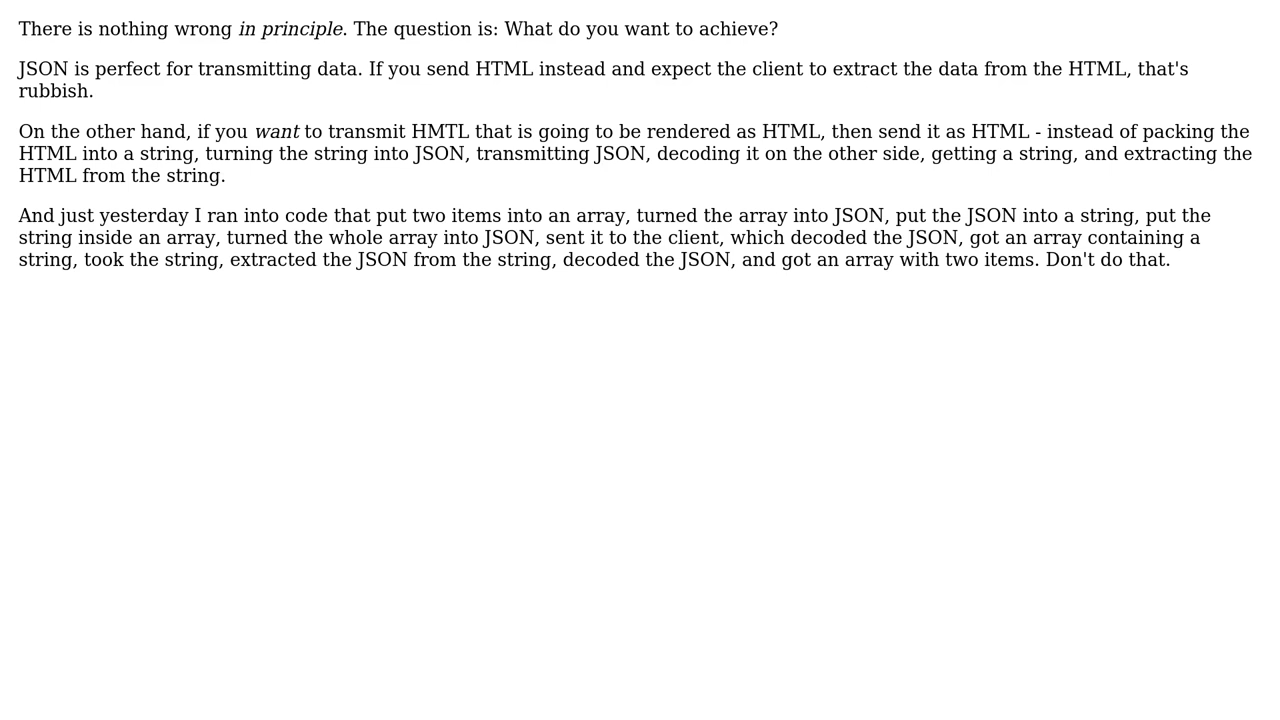 There is nothing wrong in principle. The question is: What do you want to achieve?
JSON is perfect for transmitting data. If you send HTML instead and expect the client to extract the data from the HTML, that's
rubbish.
On the other hand, if you want to transmit HMTL that is going to be rendered as HTML, then send it as HTML - instead of packing the
HTML into a string, turning the string into JSON, transmitting JSON, decoding it on the other side, getting a string, and extracting the
HTML from the string.
And just yesterday I ran into code that put two items into an array, turned the array into JSON, put the JSON into a string, put the
string inside an array, turned the whole array into JSON, sent it to the client, which decoded the JSON, got an array containing a
string, took the string, extracted the JSON from the string, decoded the JSON, and got an array with two items. Don't do that.